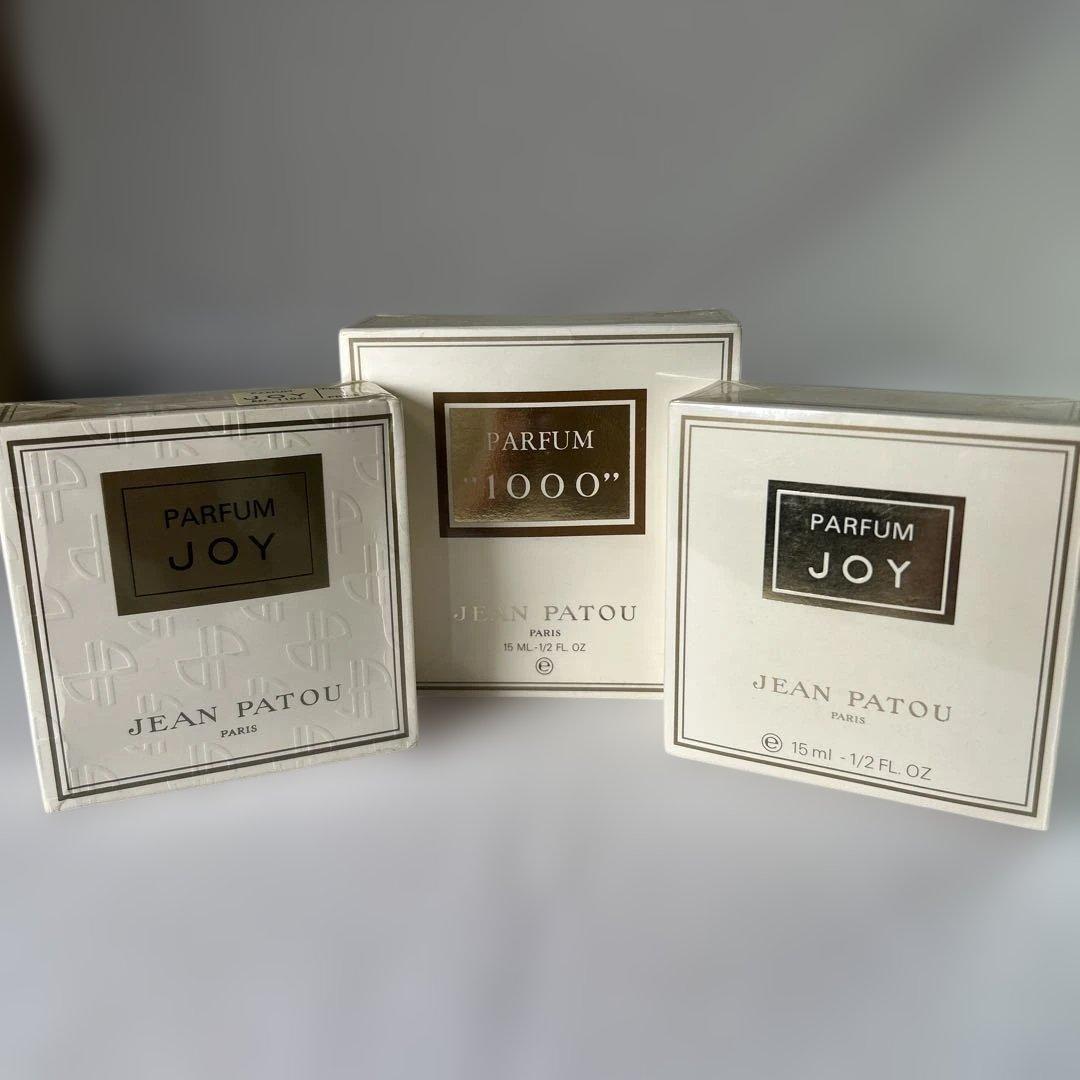 JOY
PARFUM
JOY
JEAN PATOU
PARIS
PARFUM
"1000"
JEAN PATOU
PARIS
15 ML-1/2 FL. OZ
e
PARFUM
JOY
JEAN PATOU
PARIS
e 15 ml - 1/2 FL. OZ